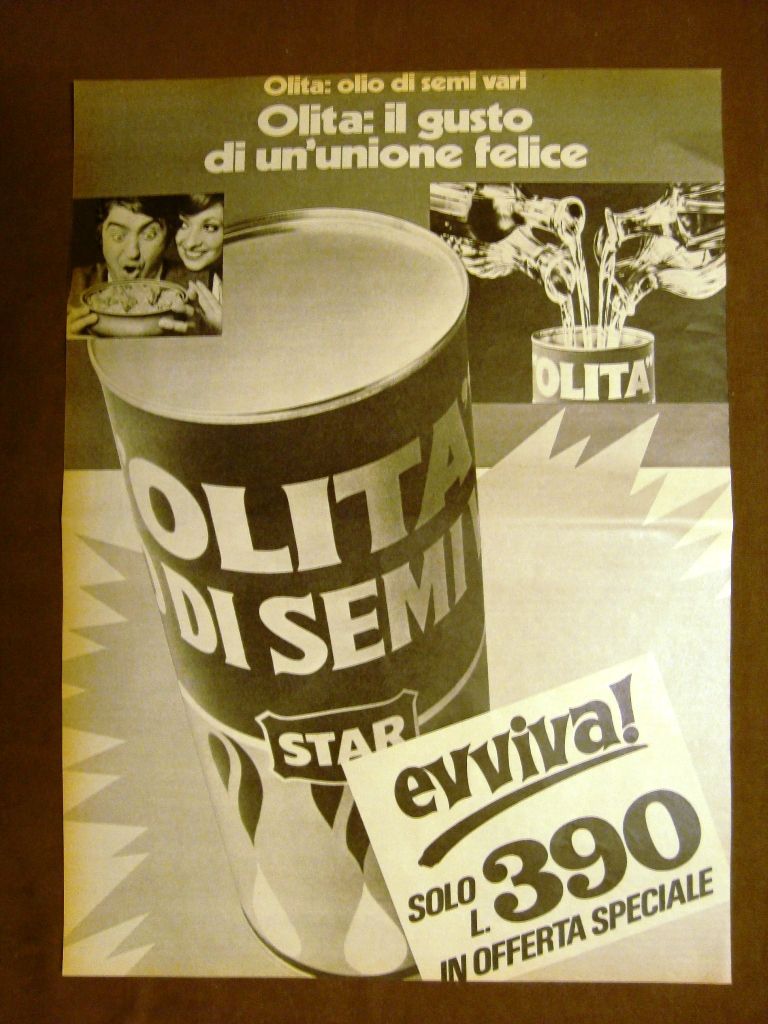 Olita: olio di semi vari
Olita: il gusto
di un'unione felice
OLITA
OLITA
DI SEMI
STAR
evviva!
SOLO
L. 390
IN OFFERTA SPECIALE